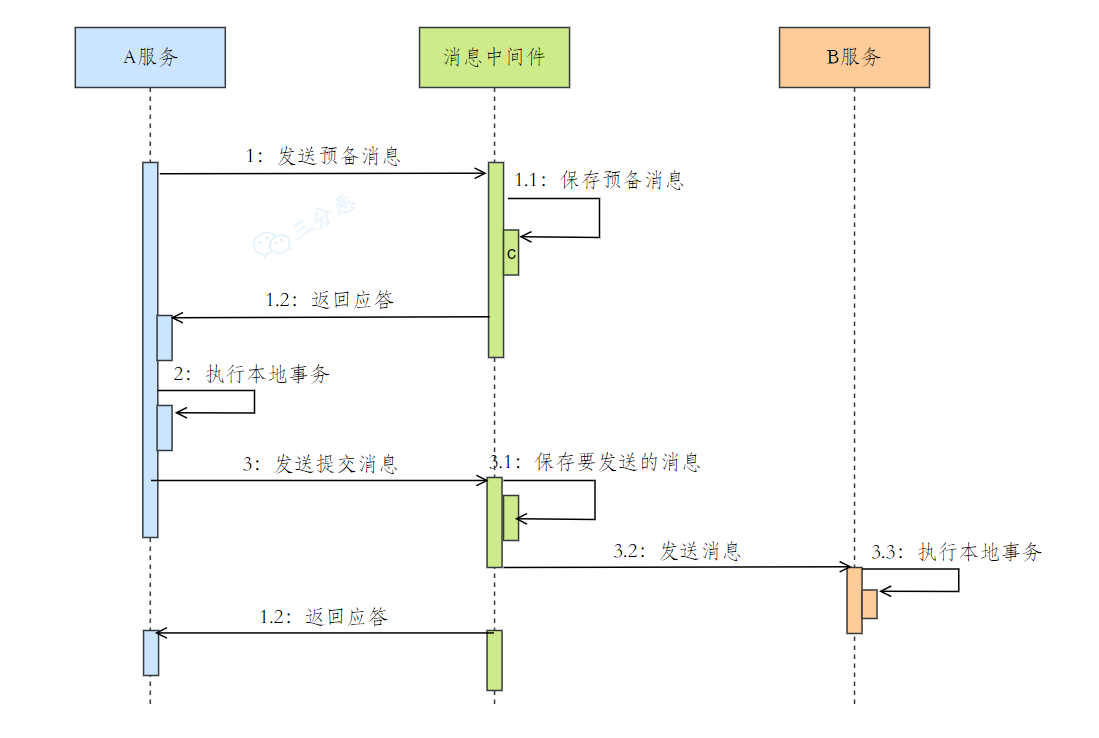 A服务
消息中间件
B服务
1：发送预备消息
1.1：保存预备消息
三分恶
C
1.2：返回应答
2：执行本地事务
3：发送提交消息
3.1：保存要发送的消息
3.2：发送消息
3.3：执行本地事务
1.2：返回应答